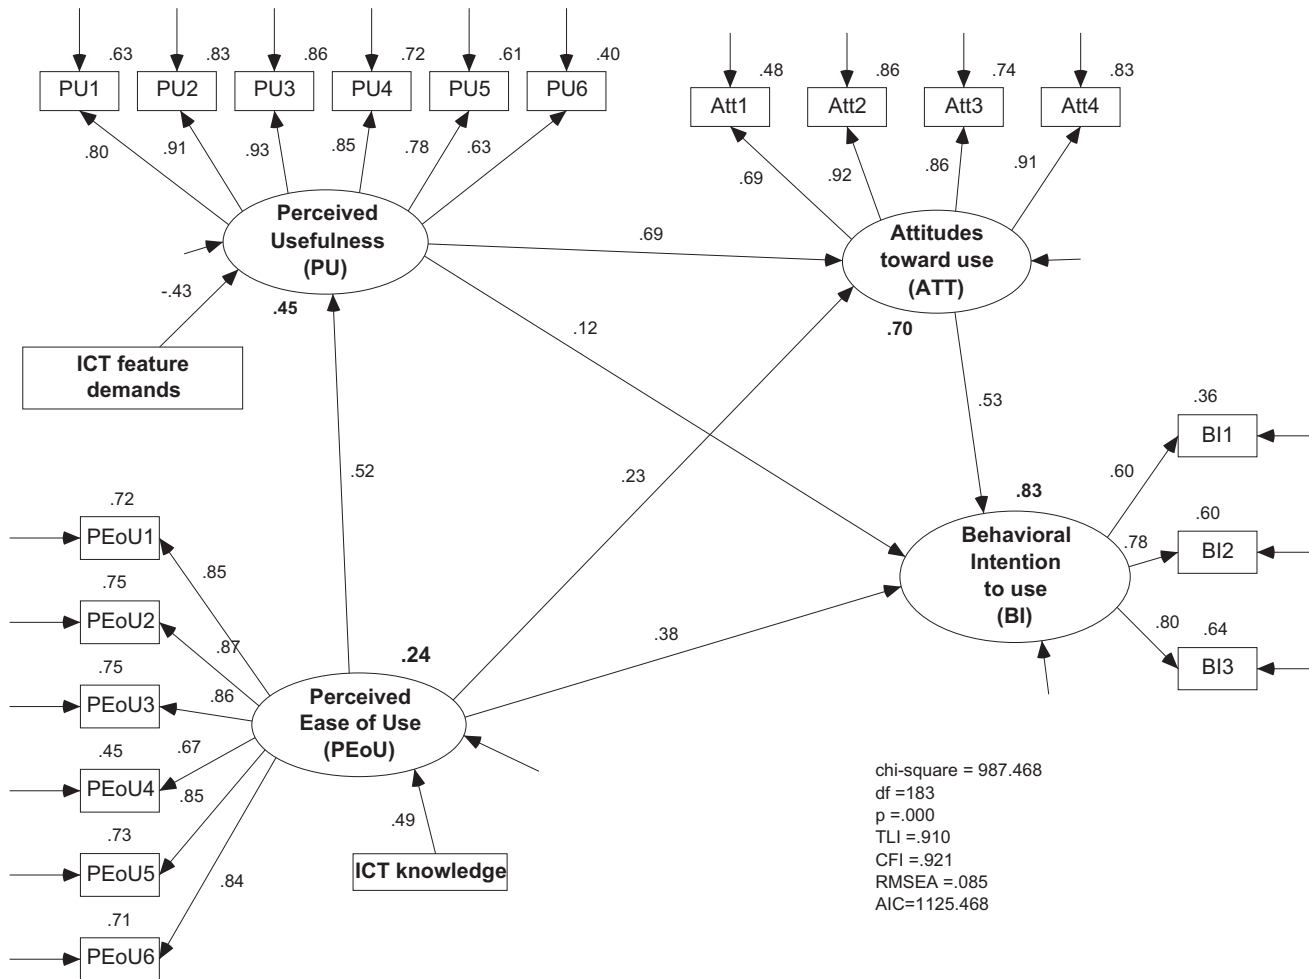 .63 .83 .86 .72 .61 .40
PU1 PU2 PU3 PU4 PU5 PU6
.80 .91 .93 .85 .78 .63
.48 .86 .74 .83
Att1 Att2 Att3 Att4
.69 .92 .86 .91
Perceived
Usefulness
(PU)
.45
-.43
ICT feature
demands
.69
Attitudes
toward use
(ATT)
.70
.12
.53
.52
.23
.38
.36
BI1
.60
.83
Behavioral
Intention
to use
(BI)
.60
BI2
.78
.64
BI3
.80
.72
PEoU1
.85
.75
PEoU2
.87
.75
PEoU3
.86
.45
PEoU4
.67
.73
PEoU5
.85
.71
PEoU6
.84
.24
Perceived
Ease of Use
(PEoU)
.49
ICT knowledge
chi-square = 987.468
df =183
p =.000
TLI =.910
CFI =.921
RMSEA =.085
AIC=1125.468